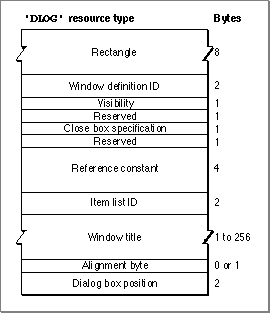 'DLOG' resource type Bytes
Rectangle 8
Window definition ID 2
Visibility 1
Reserved 1
Close box specification 1
Reserved 1
Reference constant 4
Item list ID 2
Window title 1 to 256
Alignment byte 0 or 1
Dialog box position 2